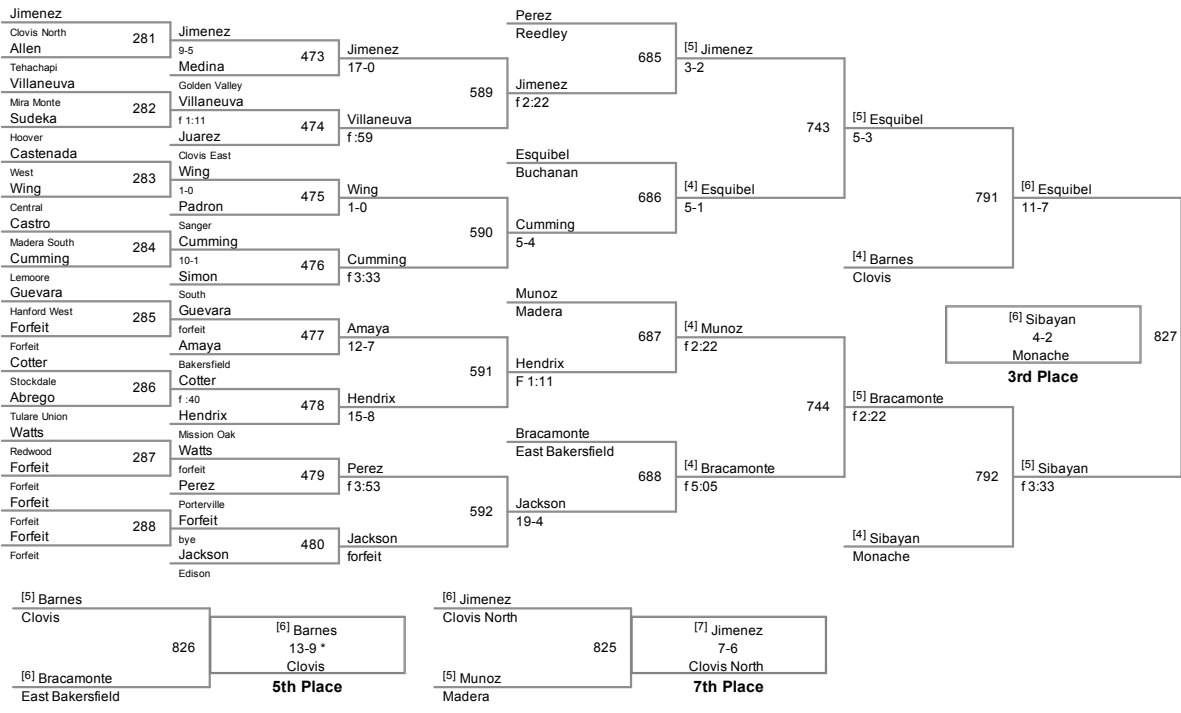 Jimenez
Clovis North
281
Allen
Tehachapi
Villaneuva
Mira Monte
282
Sudeka
Hoover
Castenada
West
283
Wing
Central
Castro
Madera South
284
Cumming
Lemoore
Guevara
Hanford West
285
Forfeit
Forfeit
Cotter
Stockdale
286
Abrego
Tulare Union
Watts
Redwood
287
Forfeit
Forfeit
Forfeit
Forfeit
288
Forfeit
Forfeit
Jimenez
9-5
473
Medina
Golden Valley
Villaneuva
f 1:11
474
Juarez
Clovis East
Wing
1-0
475
Padron
Sanger
Cumming
10-1
476
Simon
South
Guevara
forfeit
477
Amaya
Bakersfield
Cotter
f :40
478
Hendrix
Mission Oak
Watts
forfeit
479
Perez
Porterville
Forfeit
bye
480
Jackson
Edison
Jimenez
17-0
589
Villaneuva
f :59
Wing
1-0
590
Cumming
f 3:33
Amaya
12-7
591
Hendrix
15-8
Perez
f 3:53
592
Jackson
forfeit
Perez
Reedley
685
Jimenez
f 2:22
Esquibel
Buchanan
686
Cumming
5-4
Munoz
Madera
687
Hendrix
F 1:11
Bracamonte
East Bakersfield
688
Jackson
19-4
[5] Jimenez
3-2
743
[4] Esquibel
5-1
[4] Munoz
f 2:22
744
[4] Bracamonte
f 5:05
[5] Esquibel
5-3
791
[4] Barnes
Clovis
[5] Bracamonte
f 2:22
792
[4] Sibayan
Monache
[6] Esquibel
11-7
827
[5] Sibayan
f 3:33
[6] Sibayan
4-2
Monache
3rd Place
[5] Barnes
Clovis
826
[6] Bracamonte
East Bakersfield
[6] Barnes
13-9 *
Clovis
5th Place
[6] Jimenez
Clovis North
825
[5] Munoz
Madera
[7] Jimenez
7-6
Clovis North
7th Place